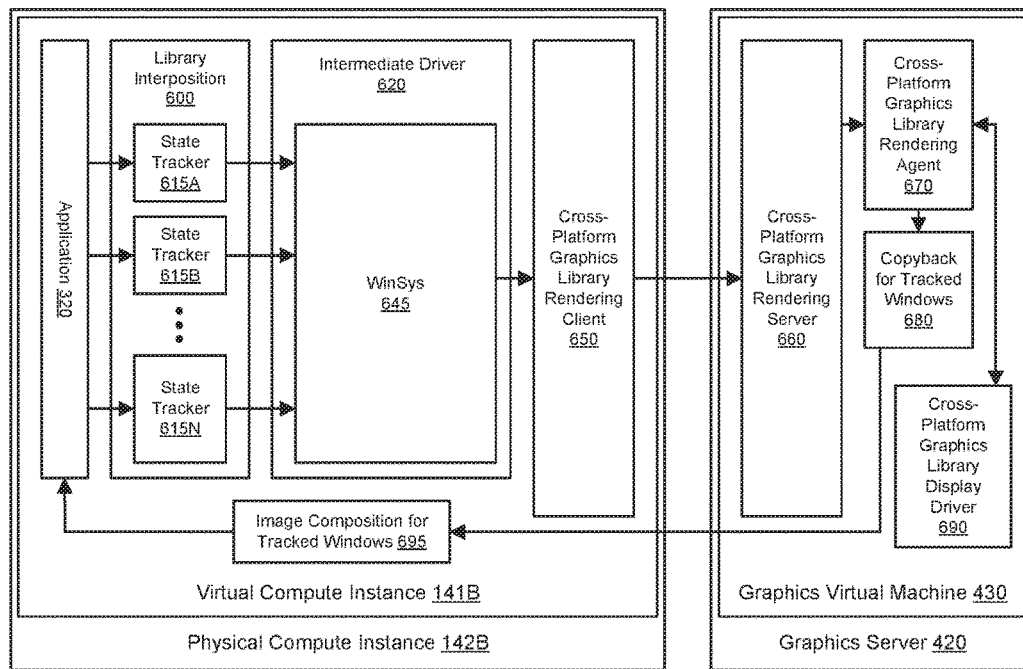 Application 320
Library
Interposition
600
State
Tracker
615A
State
Tracker
615B
State
Tracker
615N
Intermediate Driver
620
WinSys
645
Cross-
Platform
Graphics
Library
Rendering
Client
650
Image Composition for
Tracked Windows 695
Virtual Compute Instance 141B
Physical Compute Instance 142B
Cross-
Platform
Graphics
Library
Rendering
Server
660
Cross-
Platform
Graphics
Library
Rendering
Agent
670
Copyback
for Tracked
Windows
680
Cross-
Platform
Graphics
Library
Display
Driver
690
Graphics Virtual Machine 430
Graphics Server 420